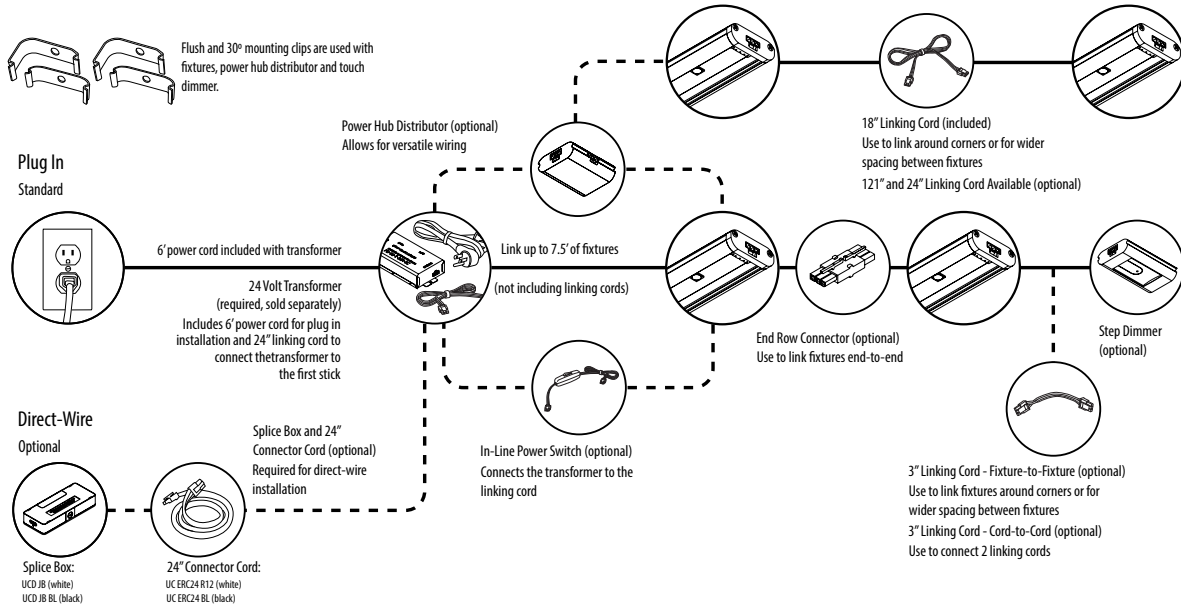 Flush and 30º mounting clips are used with
fixtures, power hub distributor and touch
dimmer.
Power Hub Distributor (optional)
Allows for versatile wiring
18" Linking Cord (included)
Use to link around corners or for wider
spacing between fixtures
121" and 24" Linking Cord Available (optional)
Plug In
Standard
6' power cord included with transformer
24 Volt Transformer
(required, sold separately)
Includes 6' power cord for plug in
installation and 24" linking cord to
connect thetransformer to
the first stick
Link up to 7.5' of fixtures
(not including linking cords)
End Row Connector (optional)
Use to link fixtures end-to-end
Step Dimmer
(optional)
Direct-Wire
Optional
Splice Box and 24"
Connector Cord (optional)
Required for direct-wire
installation
In-Line Power Switch (optional)
Connects the transformer to the
linking cord
3" Linking Cord - Fixture-to-Fixture (optional)
Use to link fixtures around corners or for
wider spacing between fixtures
3" Linking Cord - Cord-to-Cord (optional)
Use to connect 2 linking cords
Splice Box:
UCD JB (white)
UCD JB BL (black)
24" Connector Cord:
UC ERC24 R12 (white)
UC ERC24 BL (black)